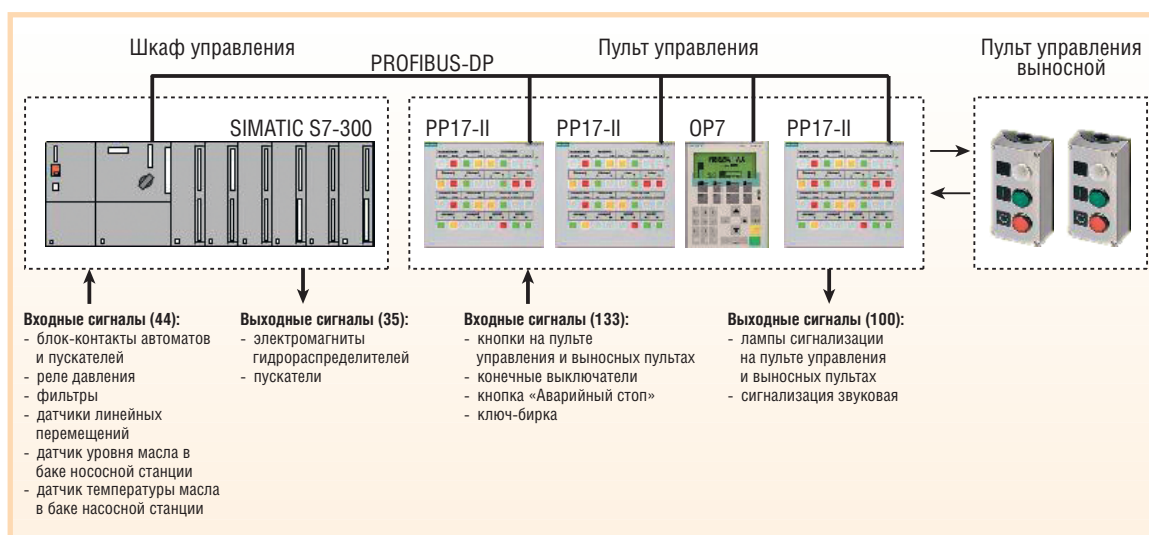 Шкаф управления
Пульт управления
Пульт управления
выносной
PROFIBUS-DP
SIMATIC S7-300
PP17-II
PP17-II
OP7
PP17-II
Входные сигналы (44):
- блок-контакты автоматов
и пускателей
- реле давления
- фильтры
- датчики линейных
перемещений
- датчик уровня масла в
баке нососной станции
- датчик температуры масла
в баке насосной станции
Выходные сигналы (35):
- электромагниты
гидрораспределителей
- пускатели
Входные сигналы (133):
- кнопки на пульте
управления и выносных пультах
- конечные выключатели
- кнопка «Аварийный стоп»
- ключ-бирка
Выходные сигналы (100):
- лампы сигнализации
на пульте управления
и выносных пультах
- сигнализация звуковая